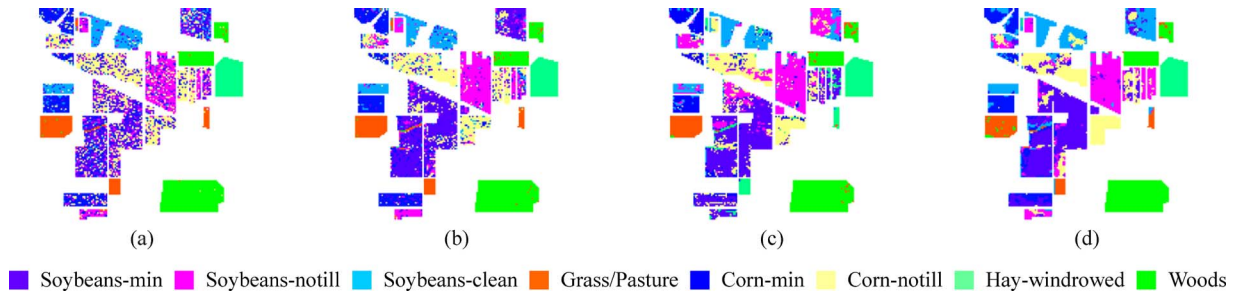 (a) (b) (c) (d)
Soybeans-min Soybeans-notill Soybeans-clean Grass/Pasture Corn-min Corn-notill Hay-windrowed Woods